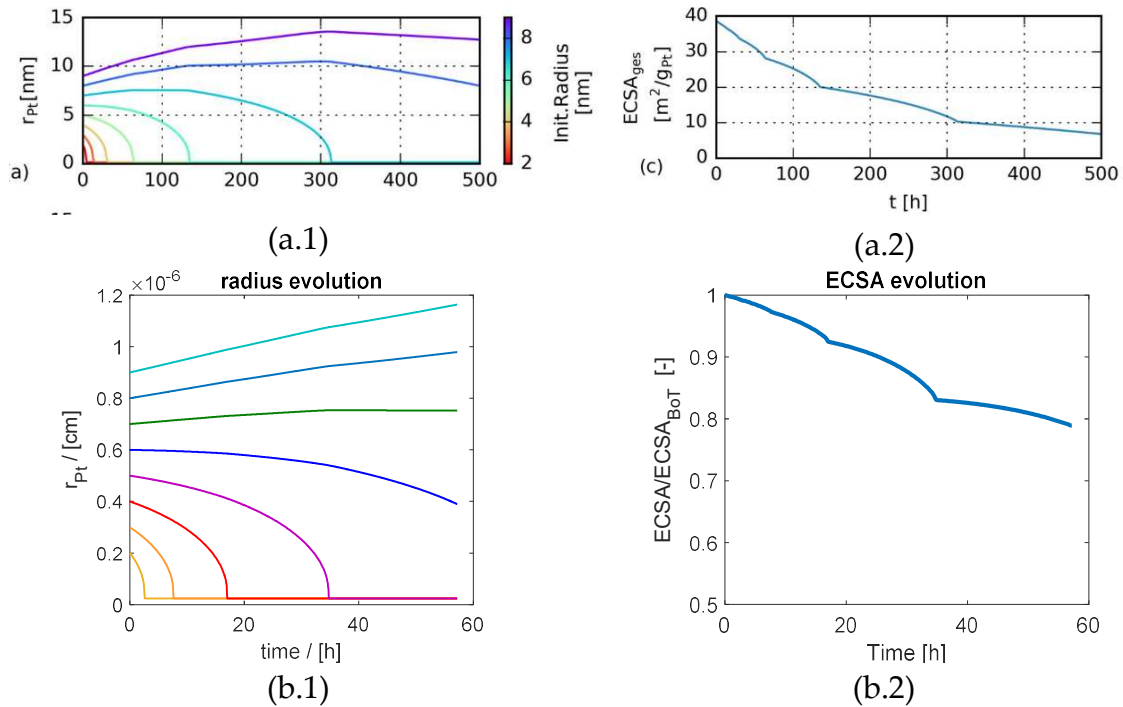 15
10
5
0
r_Pt[nm]
0 100 200 300 400 500
a)
8
6
4
2
Init.Radius
[nm]
(a.1)
40
30
20
10
0
ECSA_ges
[m²/g_Pt]
0 100 200 300 400 500
(c)
t [h]
(a.2)
×10⁻⁶
radius evolution
1.2
1
0.8
0.6
0.4
0.2
0
r_Pt / [cm]
0 20 40 60
time / [h]
(b.1)
ECSA evolution
1
0.9
0.8
0.7
0.6
0.5
ECSA/ECSA_BoT [-]
0 20 40 60
Time [h]
(b.2)